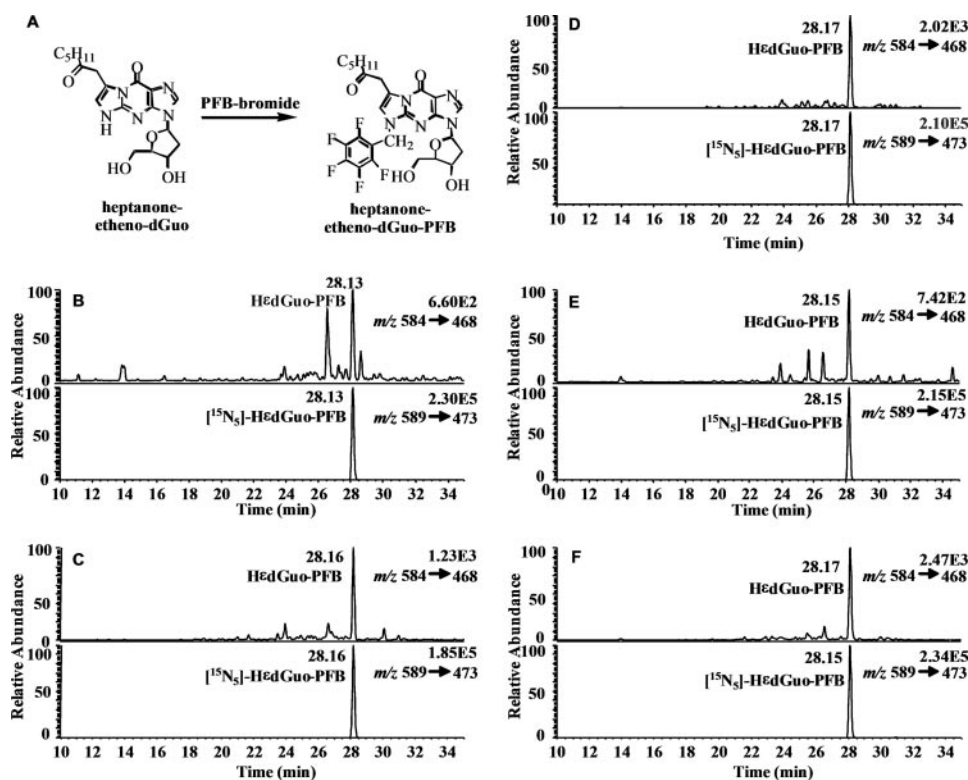 A
C5H11
O
O
N
N
N
N
N
H
HO
O
OH
PFB-bromide
C5H11
O
O
N
N
N
N
N
CH2
F
F
F
F
F
HO
O
OH
heptanone-
etheno-dGuo
heptanone-
etheno-dGuo-PFB
D
Relative Abundance
100
50
0
28.17
HεdGuo-PFB
2.02E3
m/z 584→468
100
50
0
28.17
[15N5]-HεdGuo-PFB
2.10E5
m/z 589→473
10 12 14 16 18 20 22 24 26 28 30 32 34
Time (min)
B
Relative Abundance
100
50
0
28.13
HεdGuo-PFB
6.60E2
m/z 584→468
100
50
0
28.13
[15N5]-HεdGuo-PFB
2.30E5
m/z 589→473
10 12 14 16 18 20 22 24 26 28 30 32 34
Time (min)
E
Relative Abundance
100
50
0
28.15
HεdGuo-PFB
7.42E2
m/z 584→468
100
50
0
28.15
[15N5]-HεdGuo-PFB
2.15E5
m/z 589→473
0
10 12 14 16 18 20 22 24 26 28 30 32 34
Time (min)
C
Relative Abundance
100
50
0
28.16
HεdGuo-PFB
1.23E3
m/z 584→468
100
50
0
28.16
[15N5]-HεdGuo-PFB
1.85E5
m/z 589→473
10 12 14 16 18 20 22 24 26 28 30 32 34
Time (min)
F
Relative Abundance
100
50
0
28.17
HεdGuo-PFB
2.47E3
m/z 584→468
100
50
0
28.15
[15N5]-HεdGuo-PFB
2.34E5
m/z 589→473
10 12 14 16 18 20 22 24 26 28 30 32 34
Time (min)